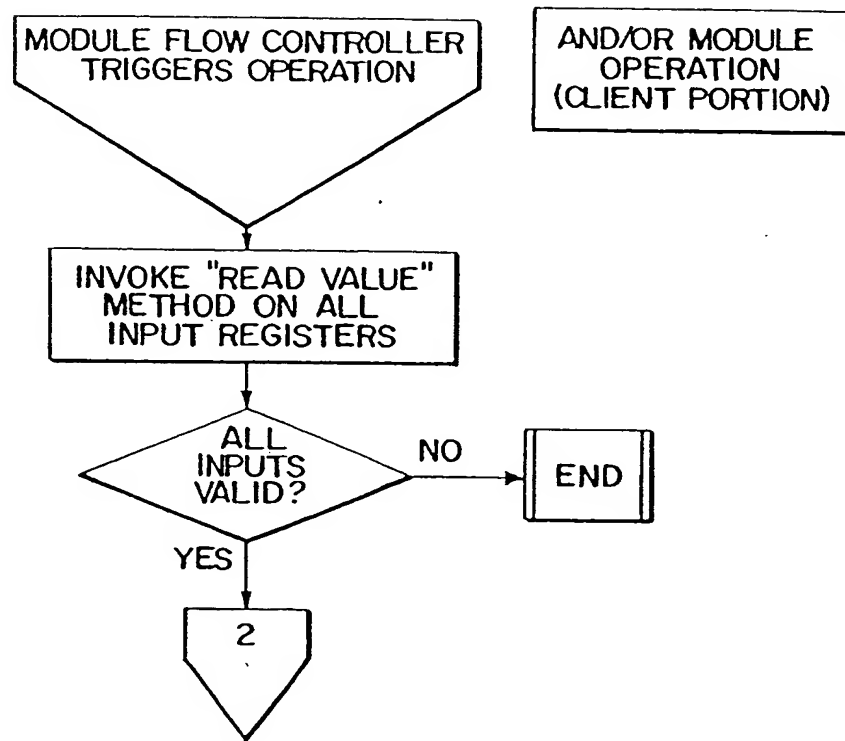 MODULE FLOW CONTROLLER
TRIGGERS OPERATION
AND/OR MODULE
OPERATION
(CLIENT PORTION)
INVOKE "READ VALUE"
METHOD ON ALL
INPUT REGISTERS
ALL
INPUTS
VALID?
NO
END
YES
2